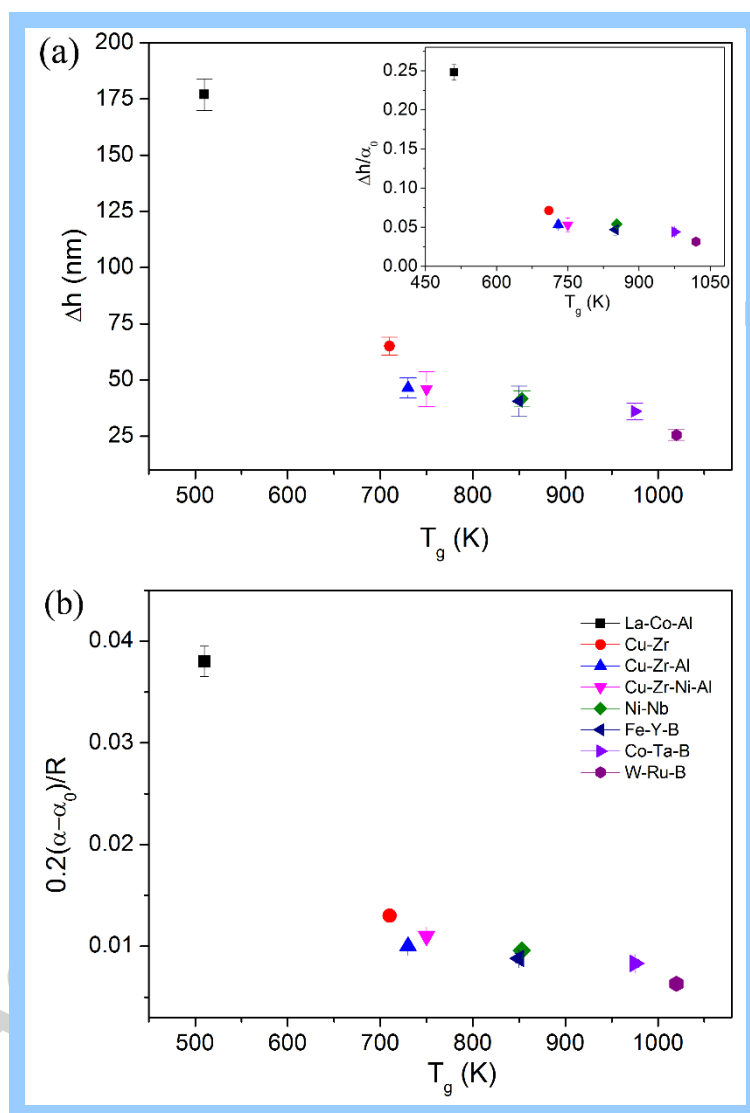 (a)
200
175
150
125
100
75
50
25
Δh (nm)
500 600 700 800 900 1000
T_g (K)
0.25
0.20
0.15
0.10
0.05
0.00
Δh/α_0
450 600 750 900 1050
T_g (K)
(b)
0.04
0.03
0.02
0.01
0.2(α−α_0)/R
La-Co-Al
Cu-Zr
Cu-Zr-Al
Cu-Zr-Ni-Al
Ni-Nb
Fe-Y-B
Co-Ta-B
W-Ru-B
500 600 700 800 900 1000
T_g (K)